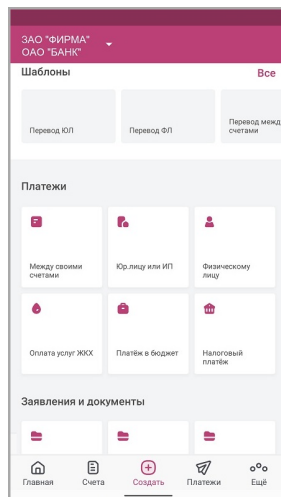 ЗАО "ФИРМА"
ОАО "БАНК"
Шаблоны Все
Перевод ЮЛ
Перевод ФЛ
Перевод межд
счетами
Платежи
Между своими
счетами
Юр.лицу или ИП
Физическому
лицу
Оплата услуг ЖКХ
Платёж в бюджет
Налоговый
платёж
Заявления и документы
Главная Счета Создать Платежи Ещё